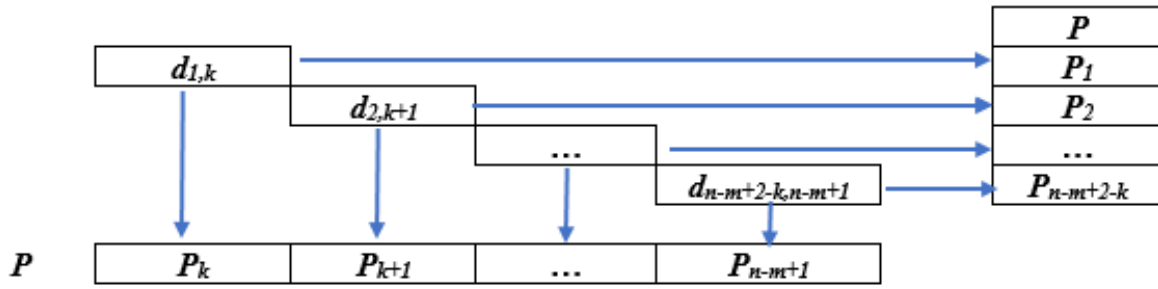 P
d1,k
P1
d2,k+1
P2
...
...
dn-m+2-k,n-m+1
Pn-m+2-k
P
Pk
Pk+1
...
Pn-m+1